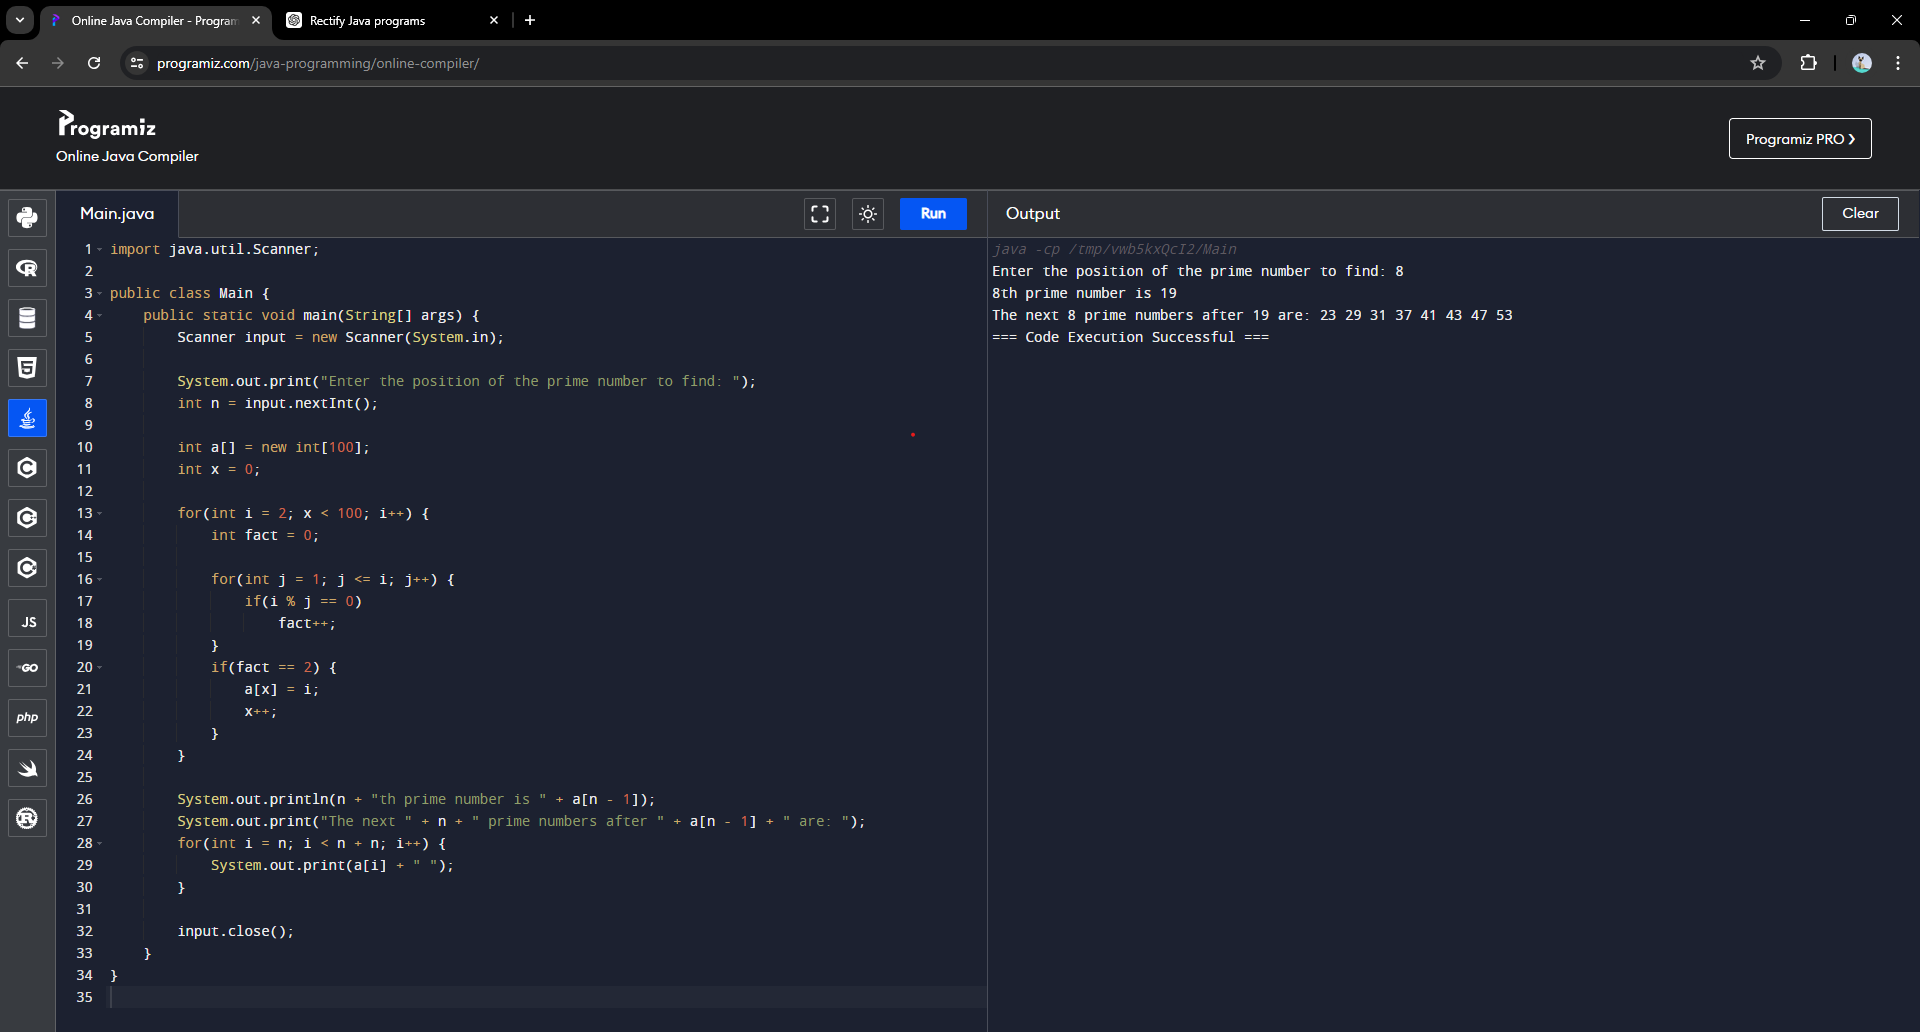 Online Java Compiler - Program
Rectify Java programs
programiz.com/java-programming/online-compiler/
Programiz
Online Java Compiler
Programiz PRO ❯
Main.java
Run
Output
Clear
1 import java.util.Scanner;
2
3 public class Main {
4 public static void main(String[] args) {
5 Scanner input = new Scanner(System.in);
6
7 System.out.print("Enter the position of the prime number to find: ");
8 int n = input.nextInt();
9
10 int a[] = new int[100];
11 int x = 0;
12
13 for(int i = 2; x < 100; i++) {
14 int fact = 0;
15
16 for(int j = 1; j <= i; j++) {
17 if(i % j == 0)
18 fact++;
19 }
20 if(fact == 2) {
21 a[x] = i;
22 x++;
23 }
24 }
25
26 System.out.println(n + "th prime number is " + a[n - 1]);
27 System.out.print("The next " + n + " prime numbers after " + a[n - 1] + " are: ");
28 for(int i = n; i < n + n; i++) {
29 System.out.print(a[i] + " ");
30 }
31
32 input.close();
33 }
34 }
35
java -cp /tmp/vwb5kxQcI2/Main
Enter the position of the prime number to find: 8
8th prime number is 19
The next 8 prime numbers after 19 are: 23 29 31 37 41 43 47 53
=== Code Execution Successful ===
R
5
C
C
C
JS
GO
php
R